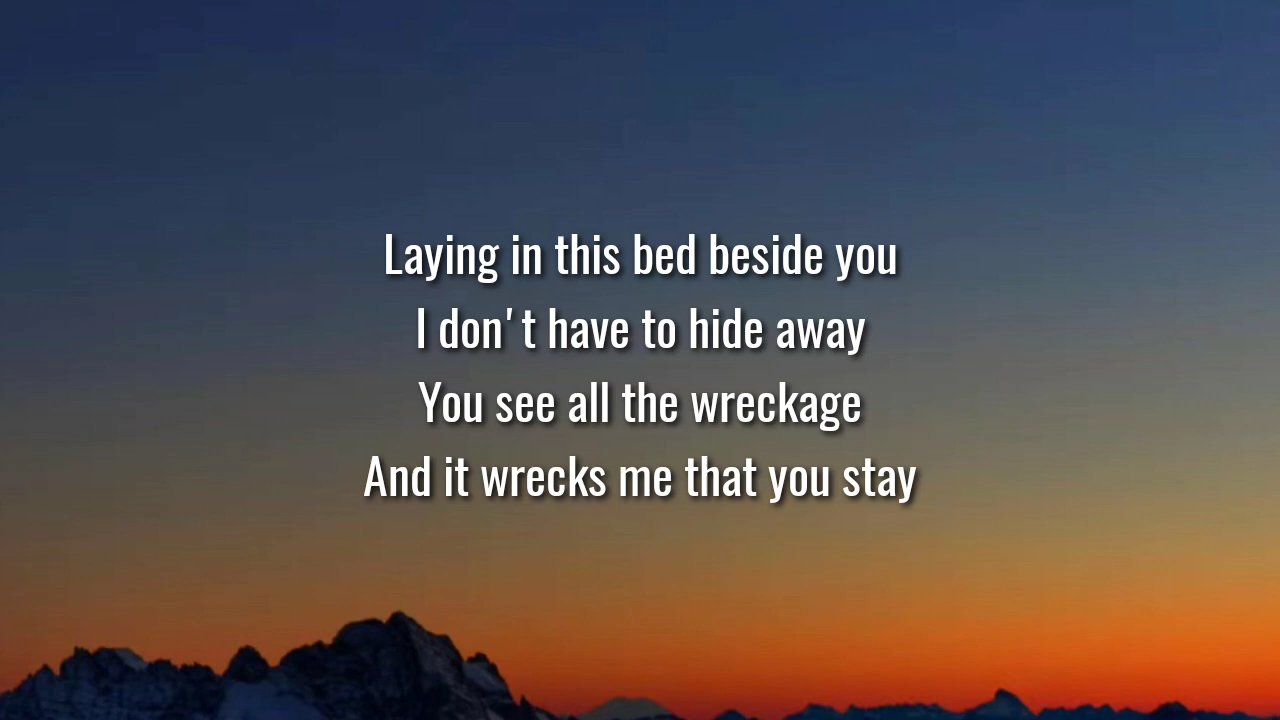 Laying in this bed beside you
I don't have to hide away
You see all the wreckage
And it wrecks me that you stay